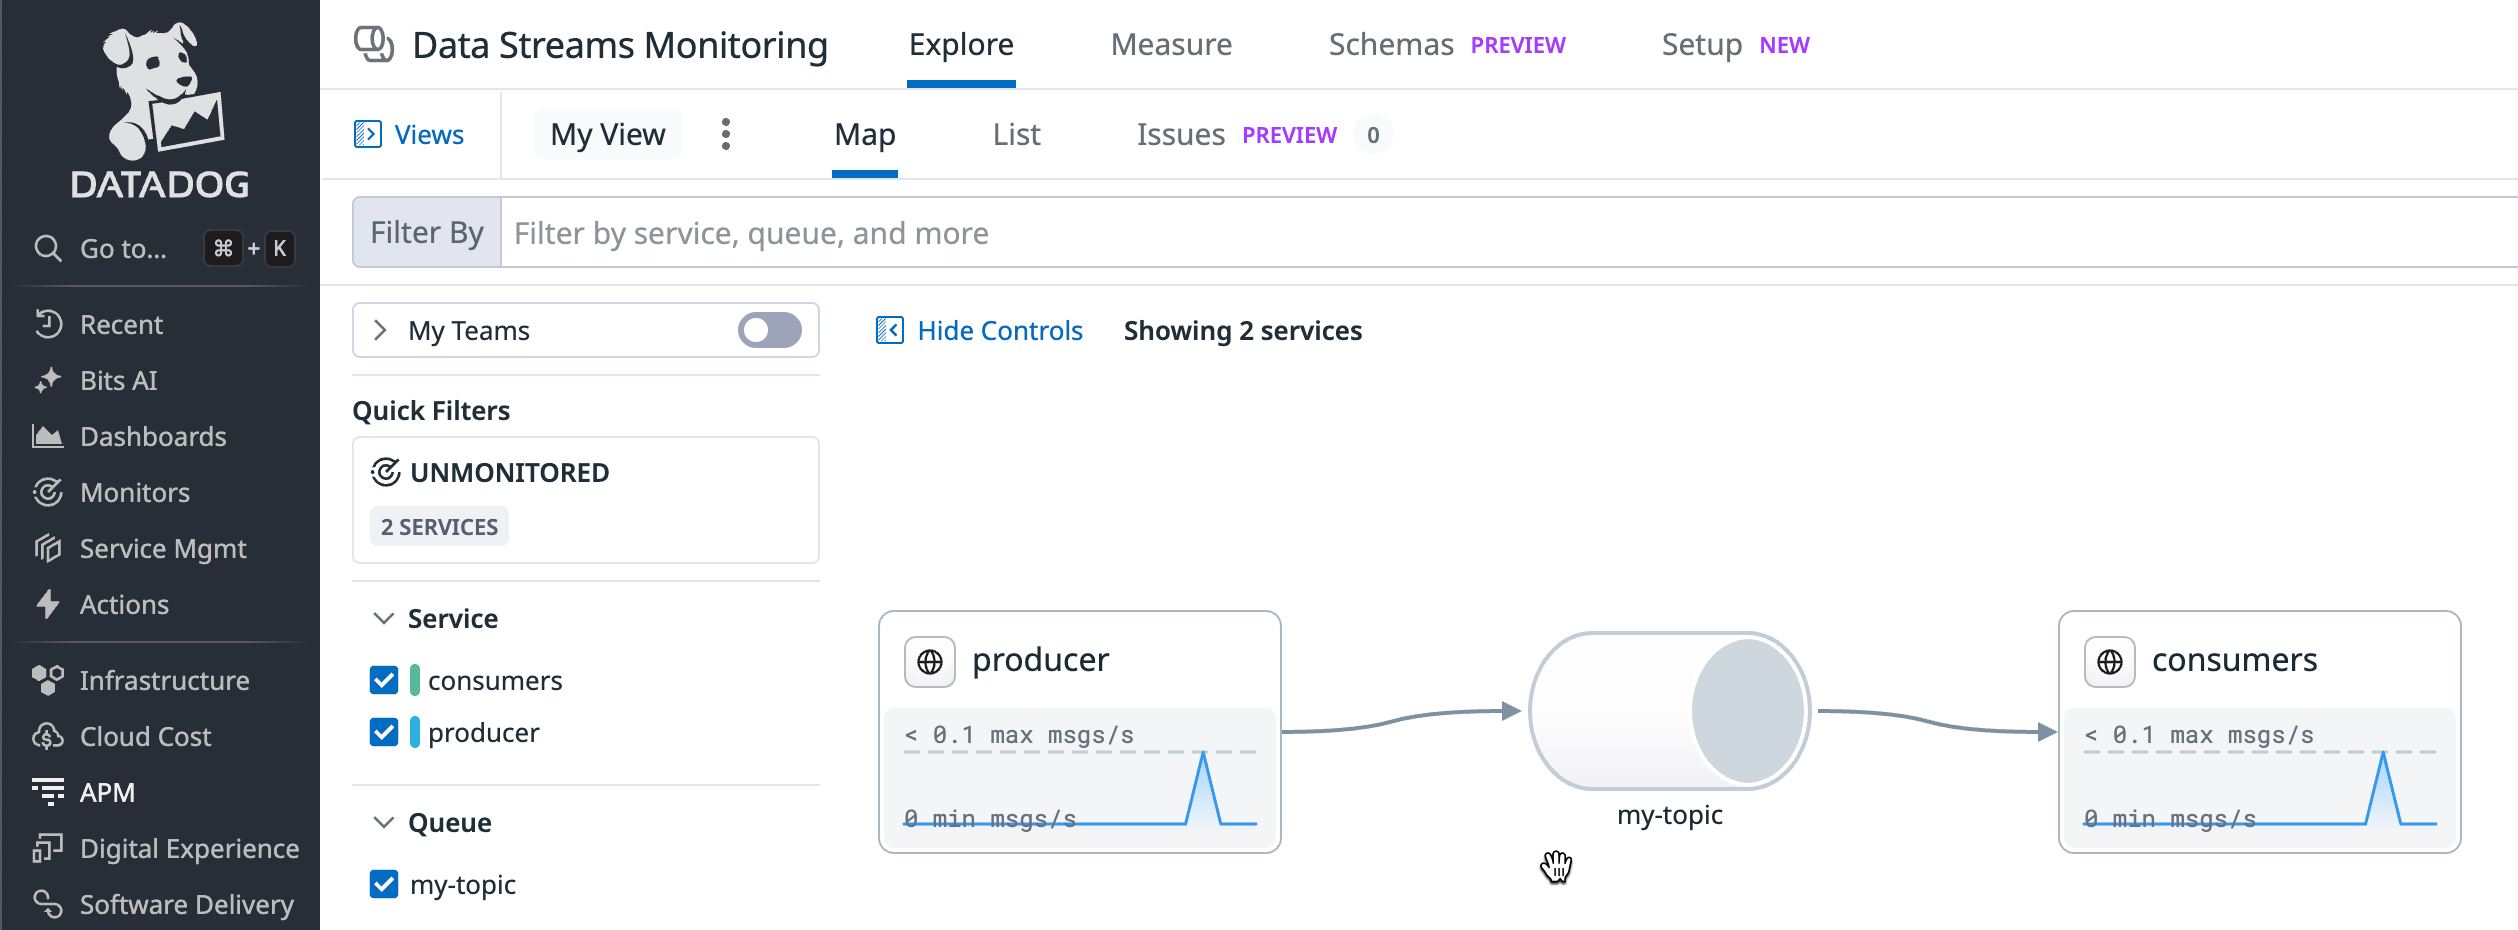 DATADOG
Go to... ⌘ + K
Recent
Bits AI
Dashboards
Monitors
Service Mgmt
Actions
Infrastructure
Cloud Cost
APM
Digital Experience
Software Delivery
Data Streams Monitoring Explore Measure Schemas PREVIEW Setup NEW
Views My View Map List Issues PREVIEW 0
Filter By Filter by service, queue, and more
My Teams
Quick Filters
UNMONITORED
2 SERVICES
Service
consumers
producer
Queue
my-topic
Hide Controls Showing 2 services
producer
< 0.1 max msgs/s
0 min msgs/s
my-topic
consumers
< 0.1 max msgs/s
0 min msgs/s